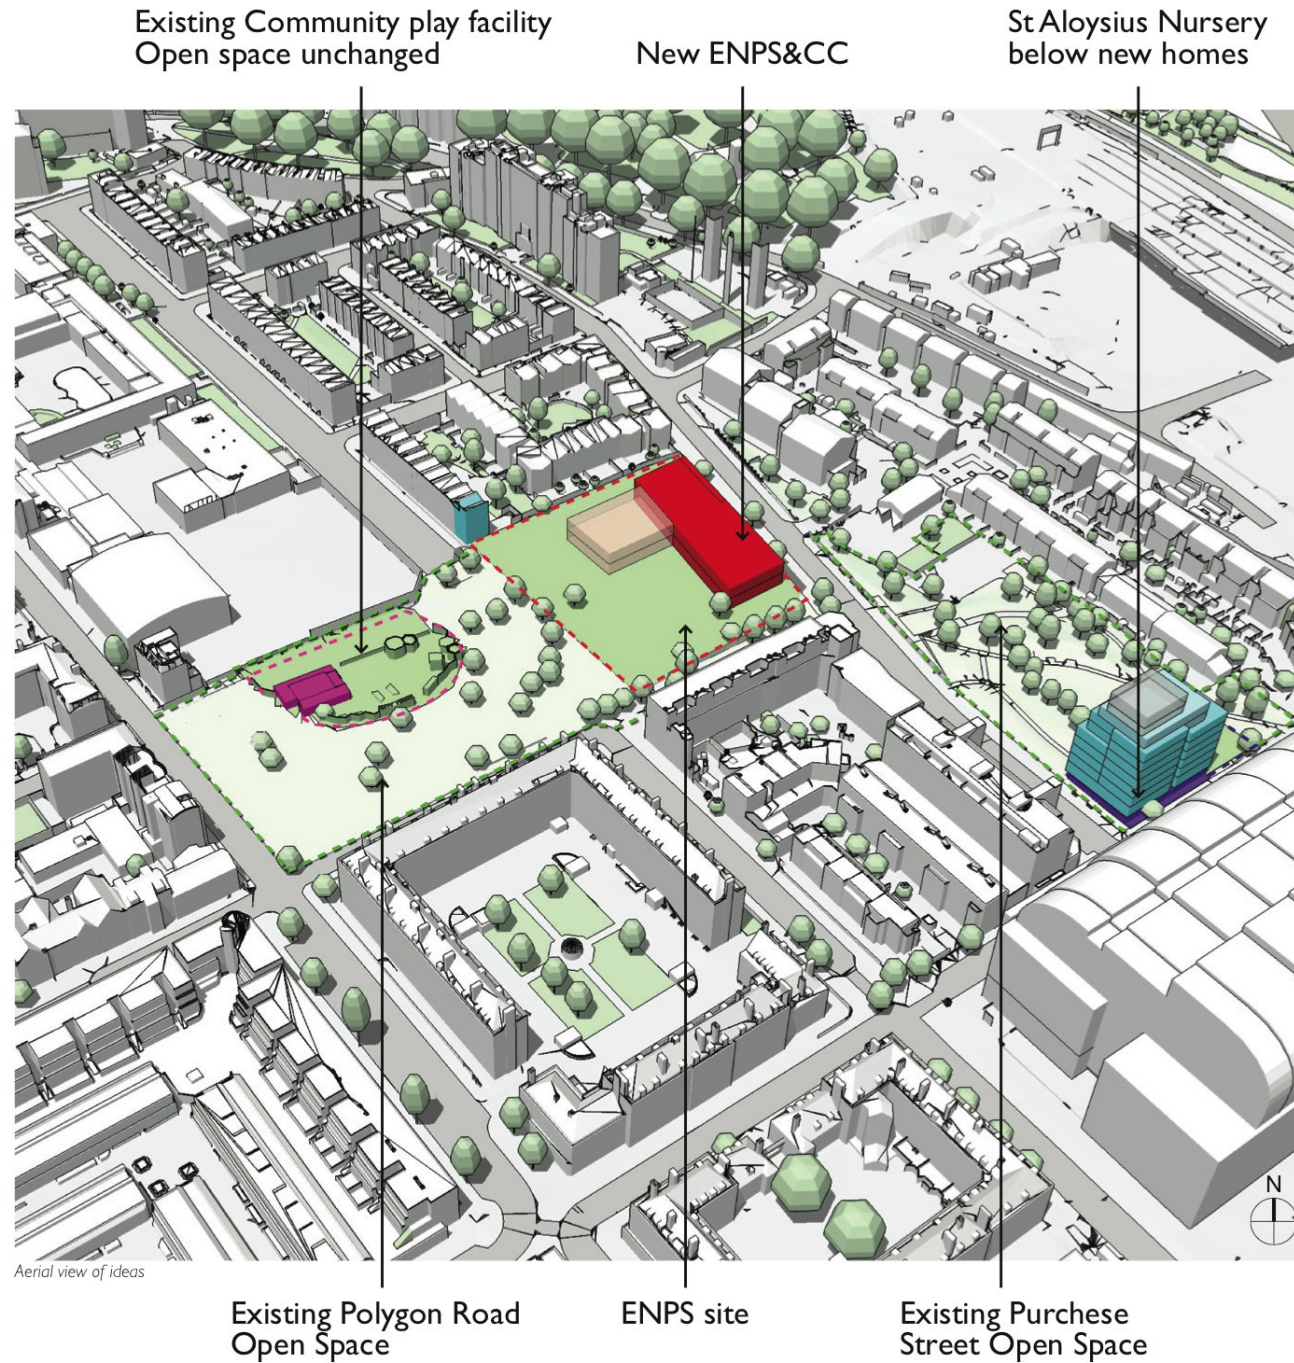 Existing Community play facility
Open space unchanged
New ENPS&CC
St Aloysius Nursery
below new homes
N
Aerial view of ideas
Existing Polygon Road
Open Space
ENPS site
Existing Purchese
Street Open Space